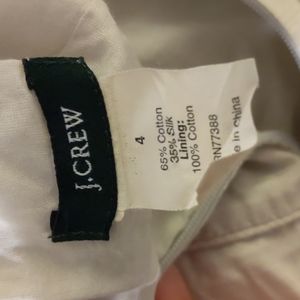 J.CREW
4
65% Cotton
35% Silk
Lining:
100% Cotton
RN77388
e in China